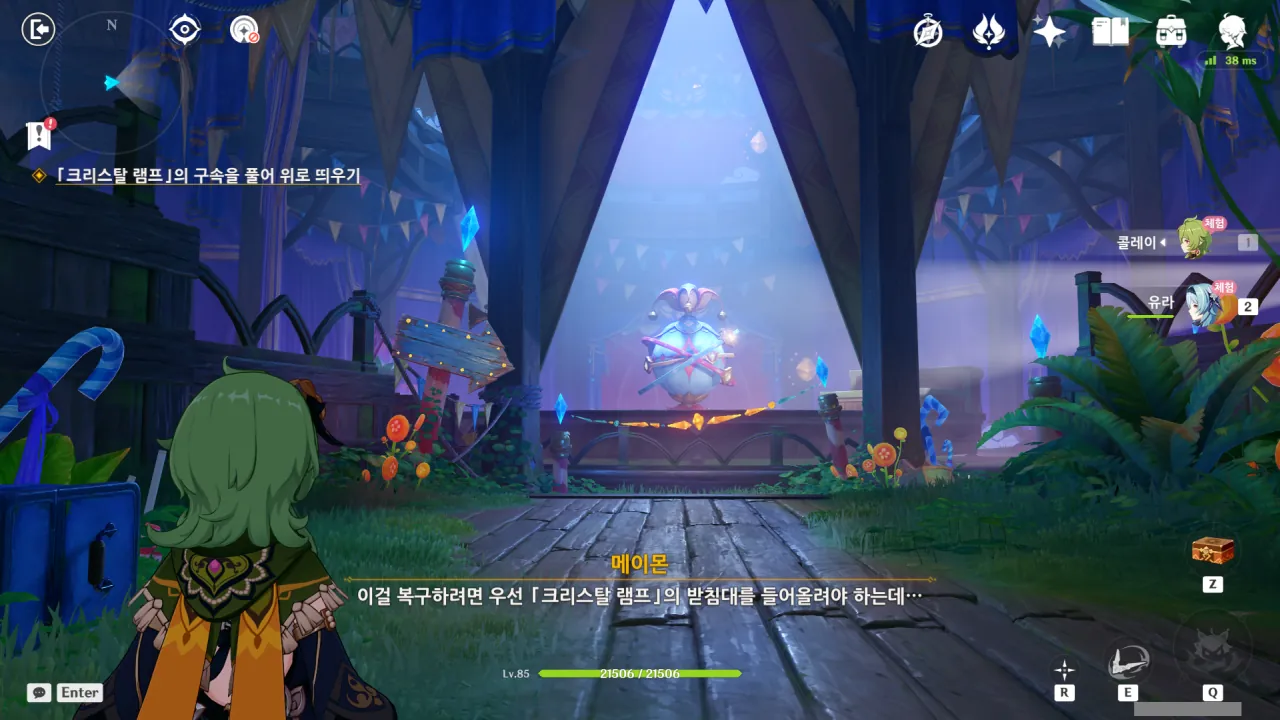 N
38 ms
「크리스탈 램프」의 구속을 풀어 위로 띄우기
체험
콜레이
1
체험
유라
2
메이몬
이걸 복구하려면 우선 「크리스탈 램프」의 받침대를 들어올려야 하는데…
Z
Lv.85
21506 / 21506
Enter
R
E
Q